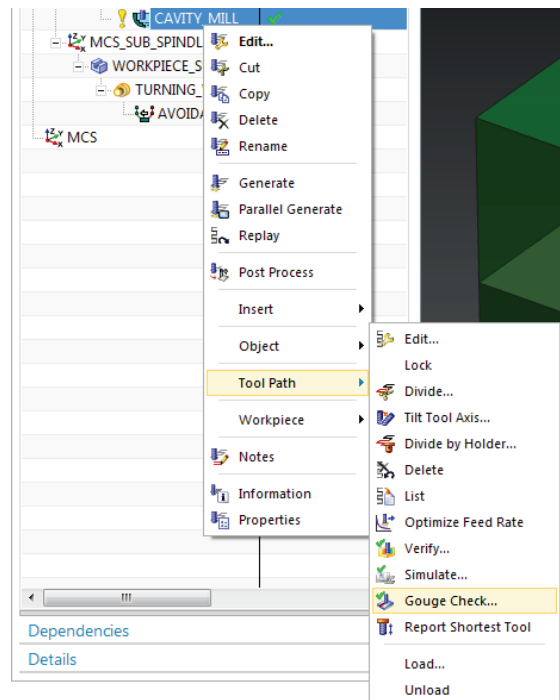 CAVITY_MILL
MCS_SUB_SPINDL
WORKPIECE_S
TURNING_
AVOIDA
MCS
Edit...
Cut
Copy
Delete
Rename
Generate
Parallel Generate
Replay
Post Process
Insert
Object
Tool Path
Workpiece
Notes
Information
Properties
Edit...
Lock
Divide...
Tilt Tool Axis...
Divide by Holder...
Delete
List
Optimize Feed Rate
Verify...
Simulate...
Gouge Check...
Report Shortest Tool
Load...
Unload
Dependencies
Details